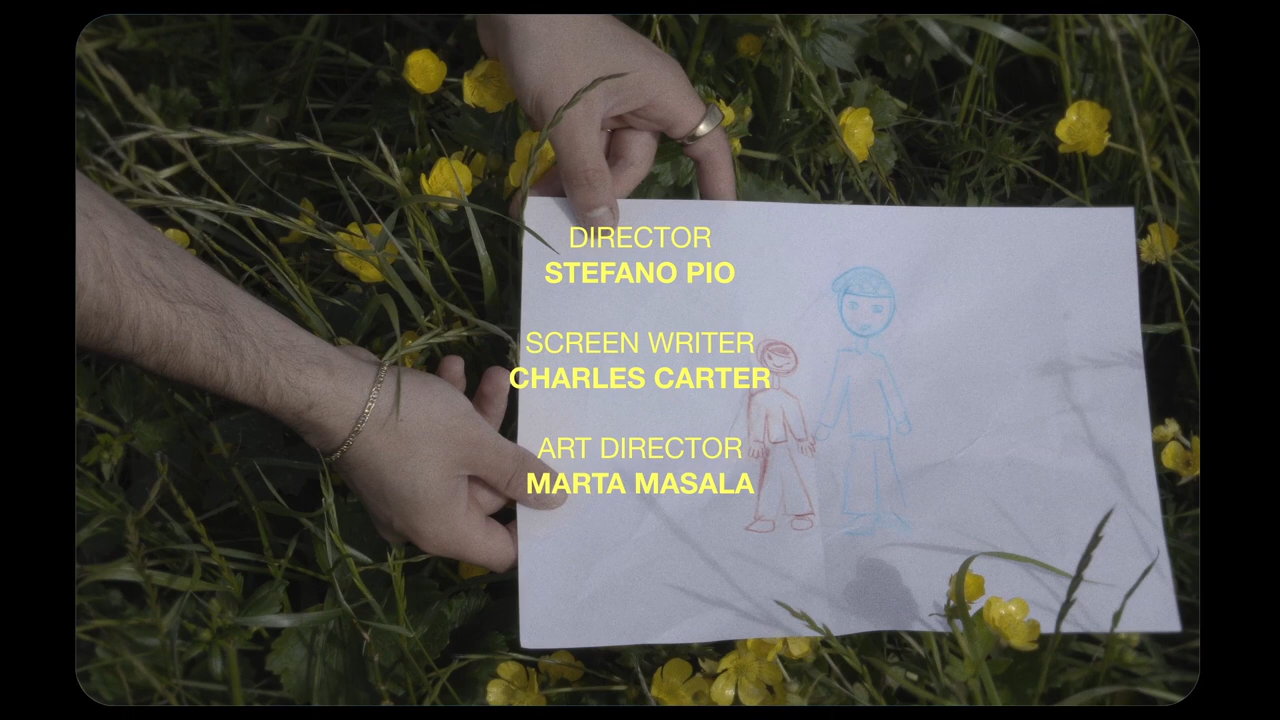 DIRECTOR
STEFANO PIO
SCREEN WRITER
CHARLES CARTER
ART DIRECTOR
MARTA MASALA